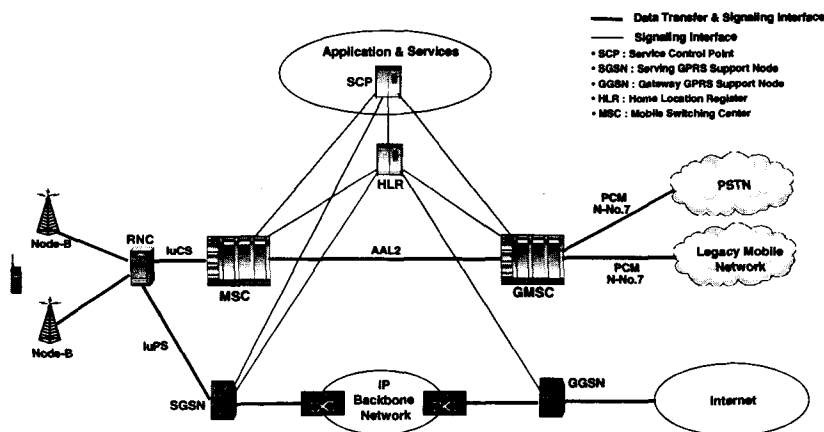 Data Transfer & Signaling Interface
Signaling Interface
• SCP : Service Control Point
• SGSN : Serving GPRS Support Node
• GGSN : Gateway GPRS Support Node
• HLR : Home Location Register
• MSC : Mobile Switching Center
Application & Services
SCP
HLR
Node-B
RNC
IuCS
MSC
AAL2
GMSC
PCM
N-No.7
PSTN
PCM
N-No.7
Legacy Mobile
Network
Node-B
IuPS
SGSN
IP
Backbone
Network
GGSN
Internet